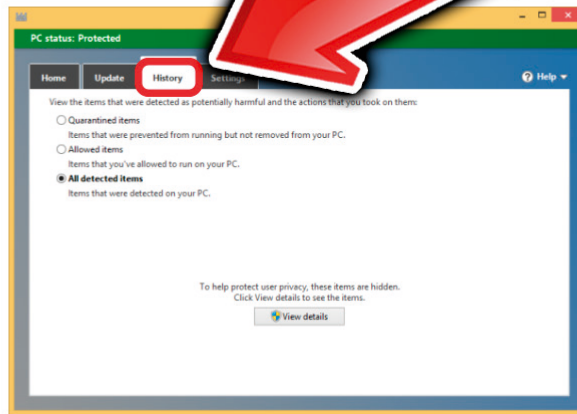 PC status: Protected
Home Update History Settings Help
View the items that were detected as potentially harmful and the actions that you took on them:
Quarantined items
Items that were prevented from running but not removed from your PC.
Allowed items
Items that you've allowed to run on your PC.
All detected items
Items that were detected on your PC.
To help protect user privacy, these items are hidden.
Click View details to see the items.
View details